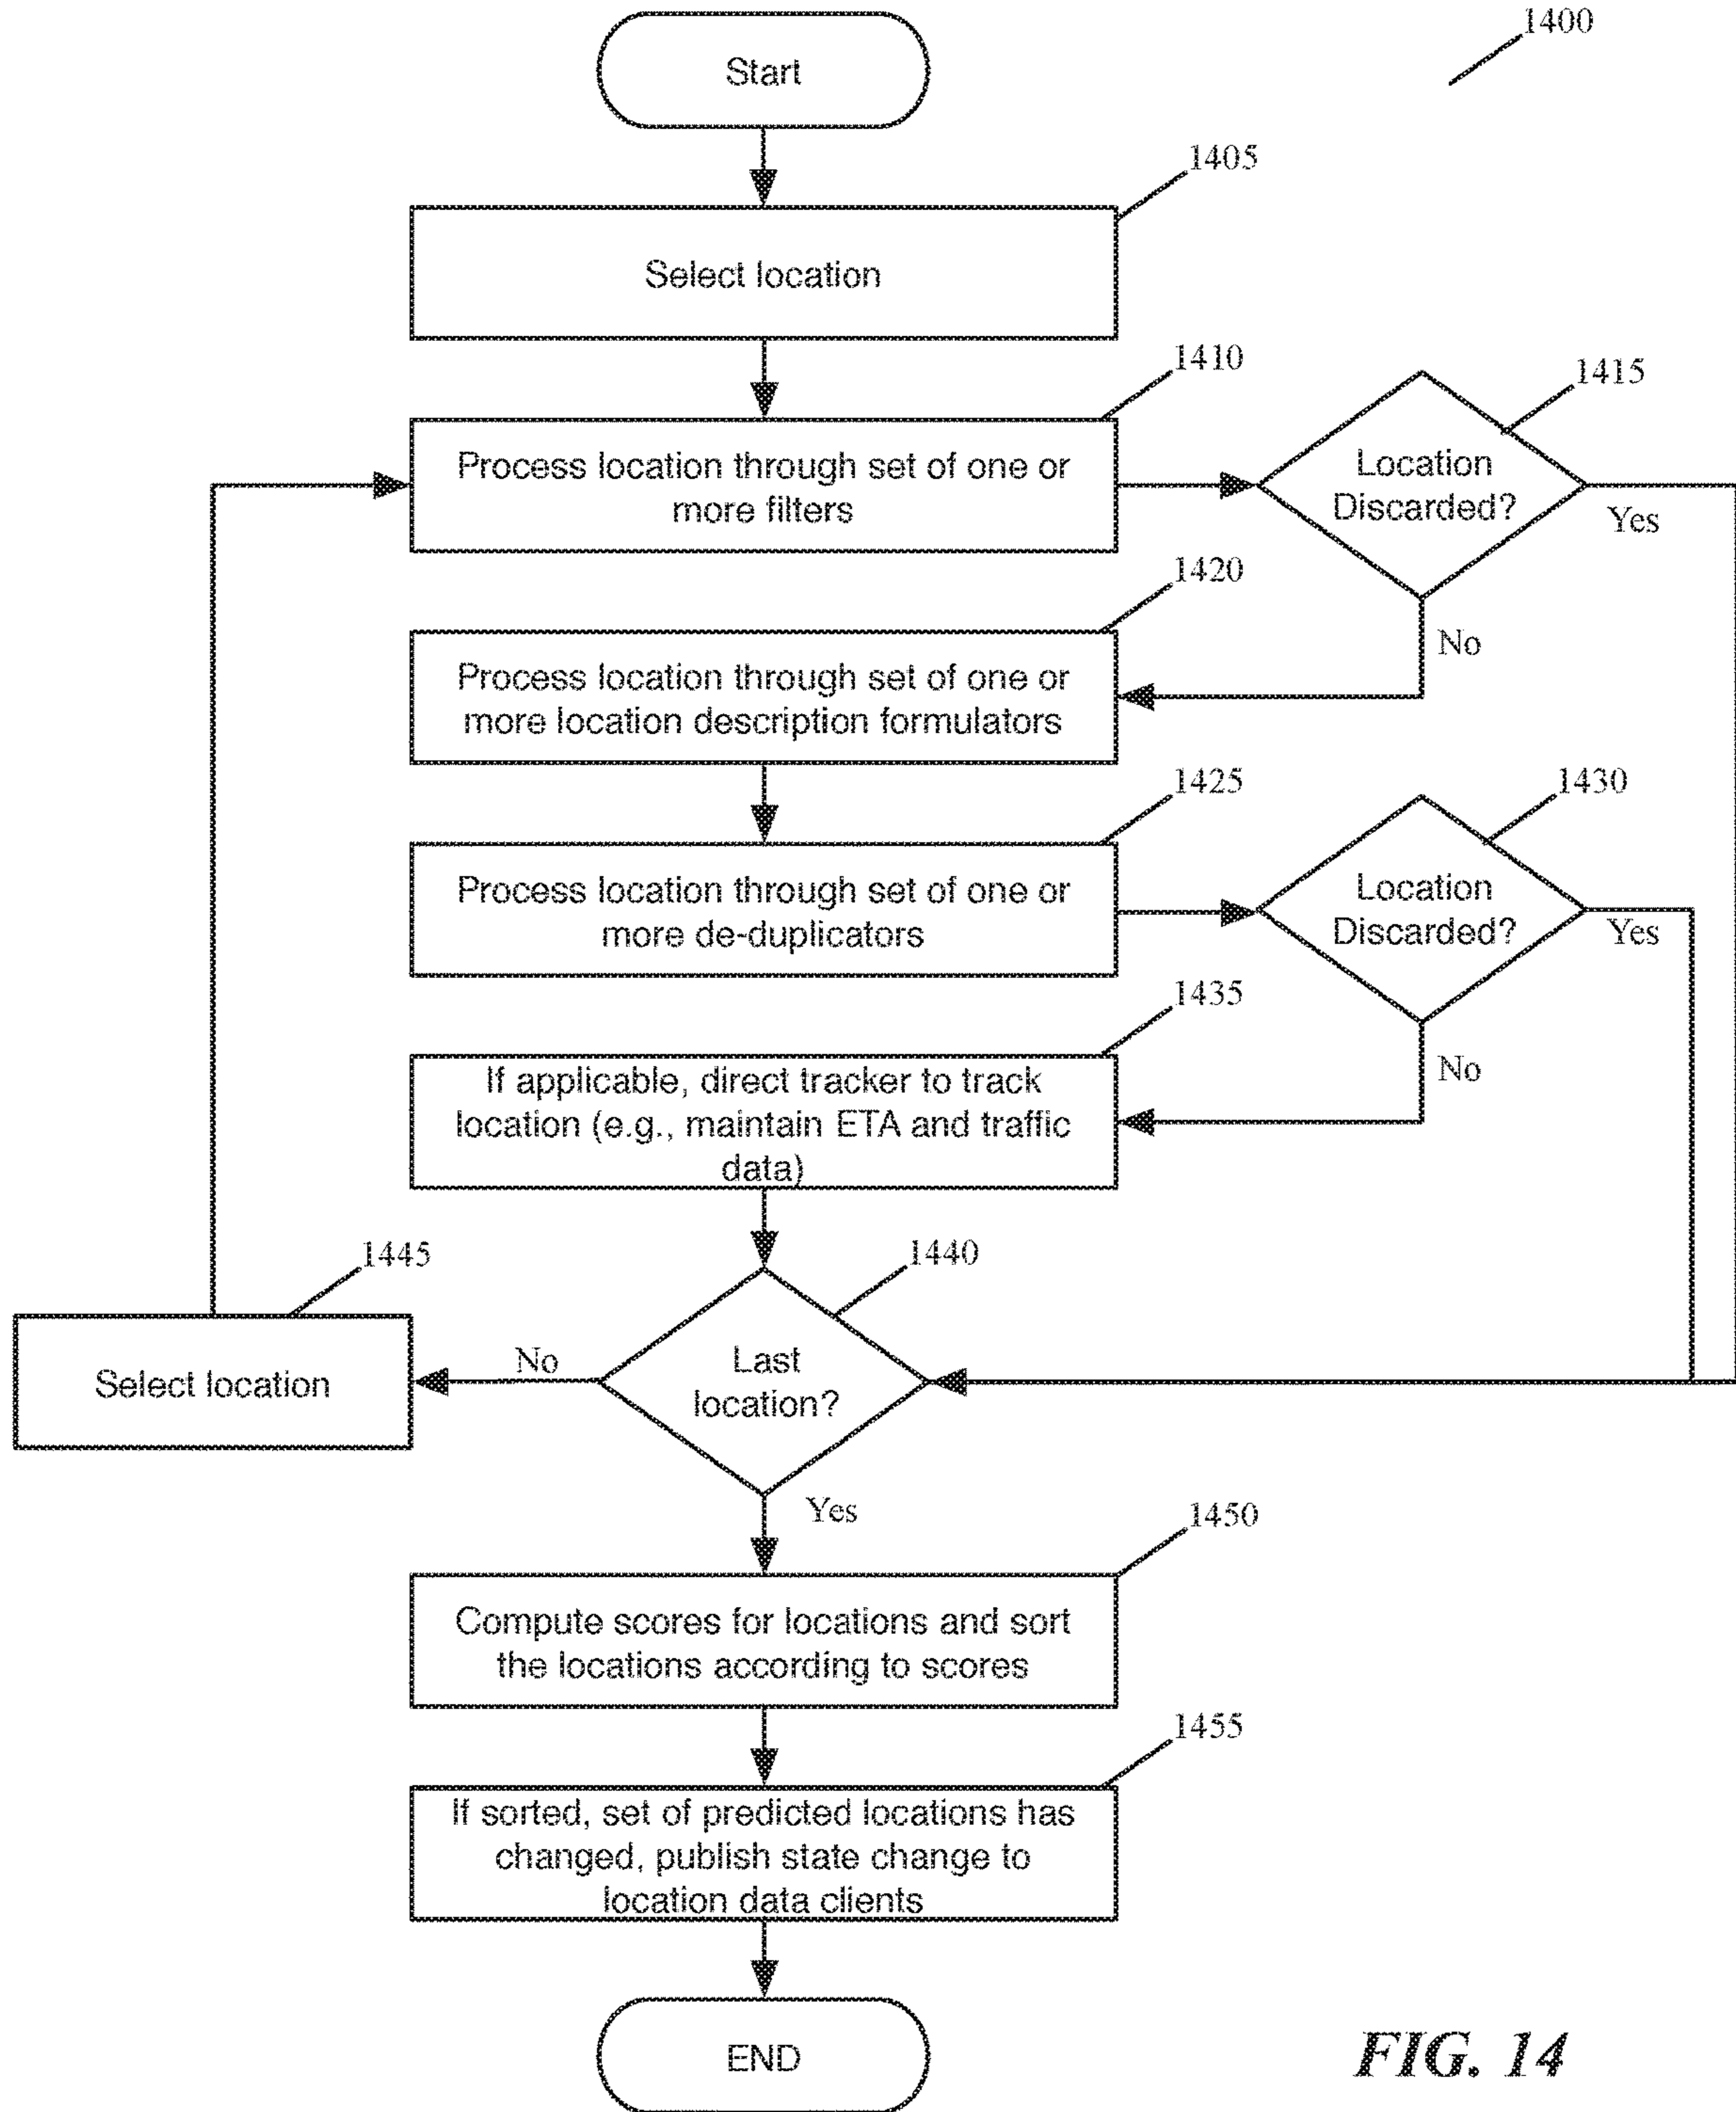 1400
Start
1405
Select location
1410
1415
Process location through set of one or
more filters
Location
Discarded?
Yes
No
1420
Process location through set of one or
more location description formulators
1425
1430
Process location through set of one or
more de-duplicators
Location
Discarded?
Yes
No
1435
If applicable, direct tracker to track
location (e.g., maintain ETA and traffic
data)
1445
1440
Select location
No
Last
location?
Yes
1450
Compute scores for locations and sort
the locations according to scores
1455
If sorted, set of predicted locations has
changed, publish state change to
location data clients
END
FIG. 14